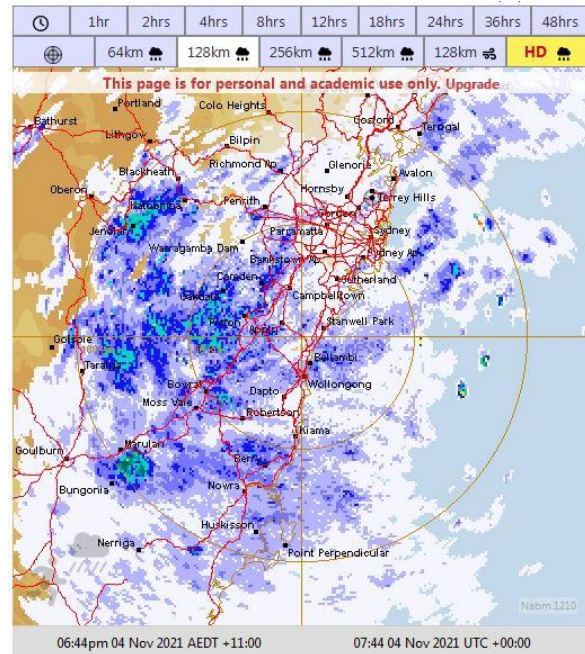 1hr 2hrs 4hrs 8hrs 12hrs 18hrs 24hrs 36hrs 48hrs
64km 128km 256km 512km 128km HD
This page is for personal and academic use only. Upgrade
Portland
Colo Heights
Gosford
Bathurst
Terrigal
Lithgow
Bilpin
Richmond Ap
Glenorie
Blackheath
Avalon
Oberon
Katoomba
Penrith
Hornsby
Terrey Hills
Gordon
Jenolan
Parramatta
Sydney
Warragamba Dam
Bankstown Ap
Sydney Ap
Camden
Sutherland
Oakdale
Campbelltown
Picton
Appin
Stanwell Park
Golspie
Taralga
Bellambi
Bowral
Dapto
Wollongong
Moss Vale
Robertson
Kiama
Marulan
Goulburn
Berry
Bungonia
Nowra
Huskisson
Nerriga
Point Perpendicular
Nabm.1210
06:44pm 04 Nov 2021 AEDT +11:00 07:44 04 Nov 2021 UTC +00:00